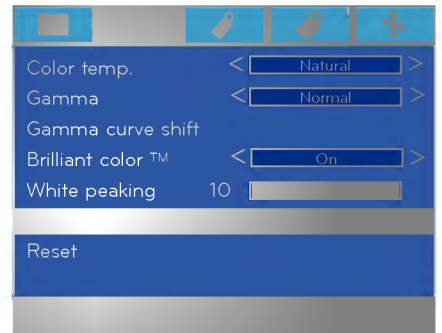 Color temp. < Natural >
Gamma < Normal >
Gamma curve shift
Brilliant color ™ < On >
White peaking 10
Reset